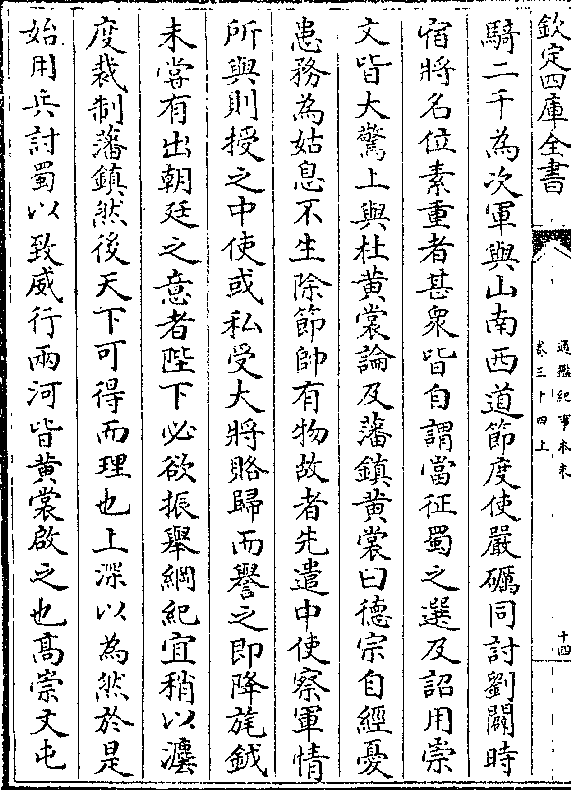 欽定四庫全書
通鑑紀事本末
卷三十四上
十四
騎二千為次軍與山南西道節度使嚴礪同討劉闢時
宿將名位素重者甚衆皆自謂當征蜀之選及詔用崇
文皆大驚上與杜黃裳論及藩鎮黃裳曰德宗自經憂
患務為姑息不生除節帥有物故者先遣中使察軍情
所與則授之中使或私受大將賂歸而譽之即降旄鉞
未嘗有出朝廷之意者陛下必欲振舉綱紀宜稍以灋
度裁制藩鎮然後天下可得而理也上深以為然於是
始用兵討蜀以致威行兩河皆黃裳啟之也高崇文屯